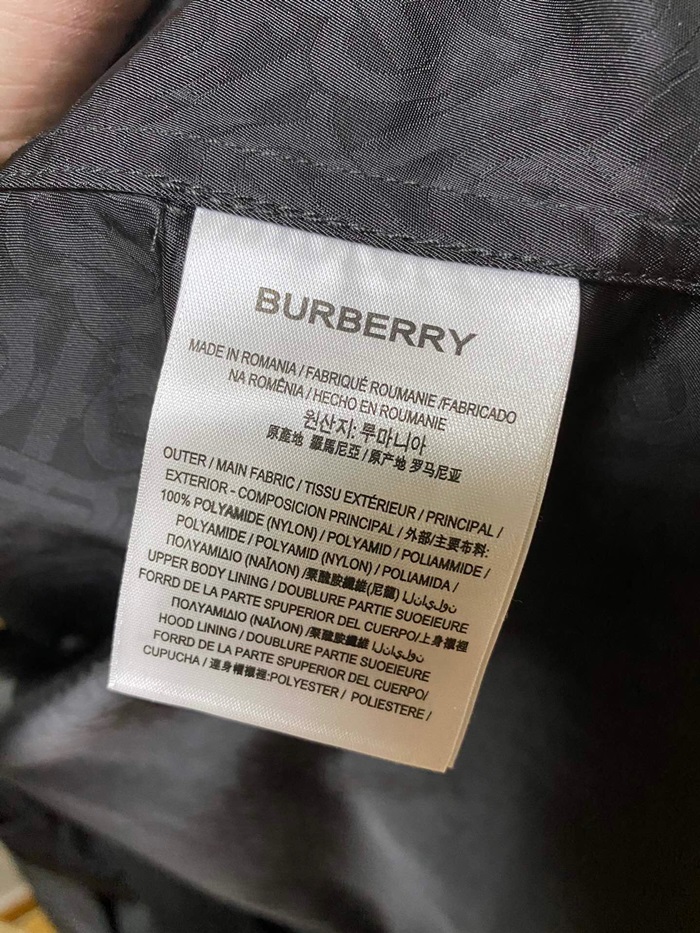 BURBERRY
MADE IN ROMANIA / FABRIQUÉ ROUMANIE /FABRICADO
NA ROMÉNIA / HECHO EN ROUMANIE
원산지: 루마니아
原產地 羅馬尼亞 / 原产地 罗马尼亚
OUTER / MAIN FABRIC / TISSU EXTÉRIEUR / PRINCIPAL /
EXTERIOR - COMPOSICION PRINCIPAL / 外部/主要布料:
100% POLYAMIDE (NYLON) / POLYAMID / POLIAMMIDE /
POLYAMIDE / POLYAMID (NYLON) / POLIAMIDA /
ΠΟΛΥΑΜΙΔΙΟ (ΝΑΪΛΟΝ) /聚醯胺纖維(尼龍)
UPPER BODY LINING / DOUBLURE PARTIE SUOEIEURE
FORRD DE LA PARTE SPUPERIOR DEL CUERPO/上身襯裡
ΠΟΛΥΑΜΙΔΙΟ (ΝΑΪΛΟΝ) /聚醯胺纖維
HOOD LINING / DOUBLURE PARTIE SUOEIEURE
FORRD DE LA PARTE SPUPERIOR DEL CUERPO/
CUPUCHA / 連身帽襯裡:POLYESTER / POLIESTERE /